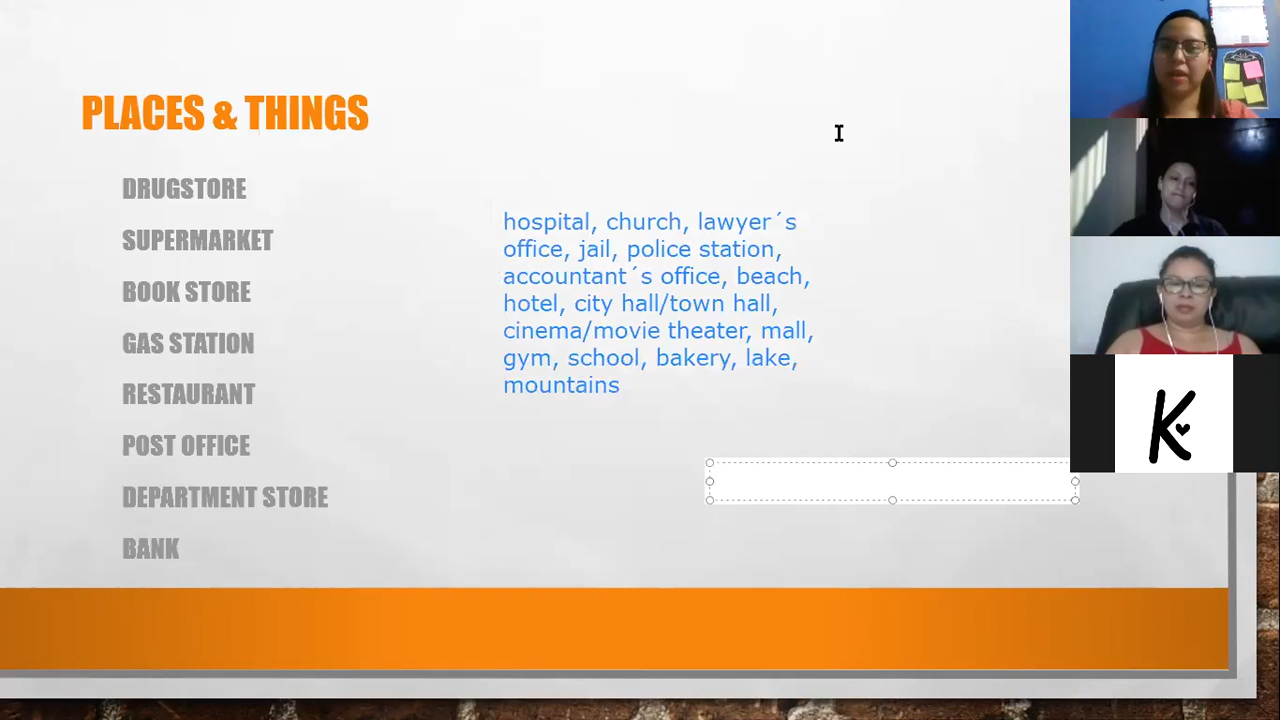 PLACES & THINGS
DRUGSTORE
SUPERMARKET
BOOK STORE
GAS STATION
RESTAURANT
POST OFFICE
DEPARTMENT STORE
BANK
hospital, church, lawyer´s
office, jail, police station,
accountant´s office, beach,
hotel, city hall/town hall,
cinema/movie theater, mall,
gym, school, bakery, lake,
mountains
K